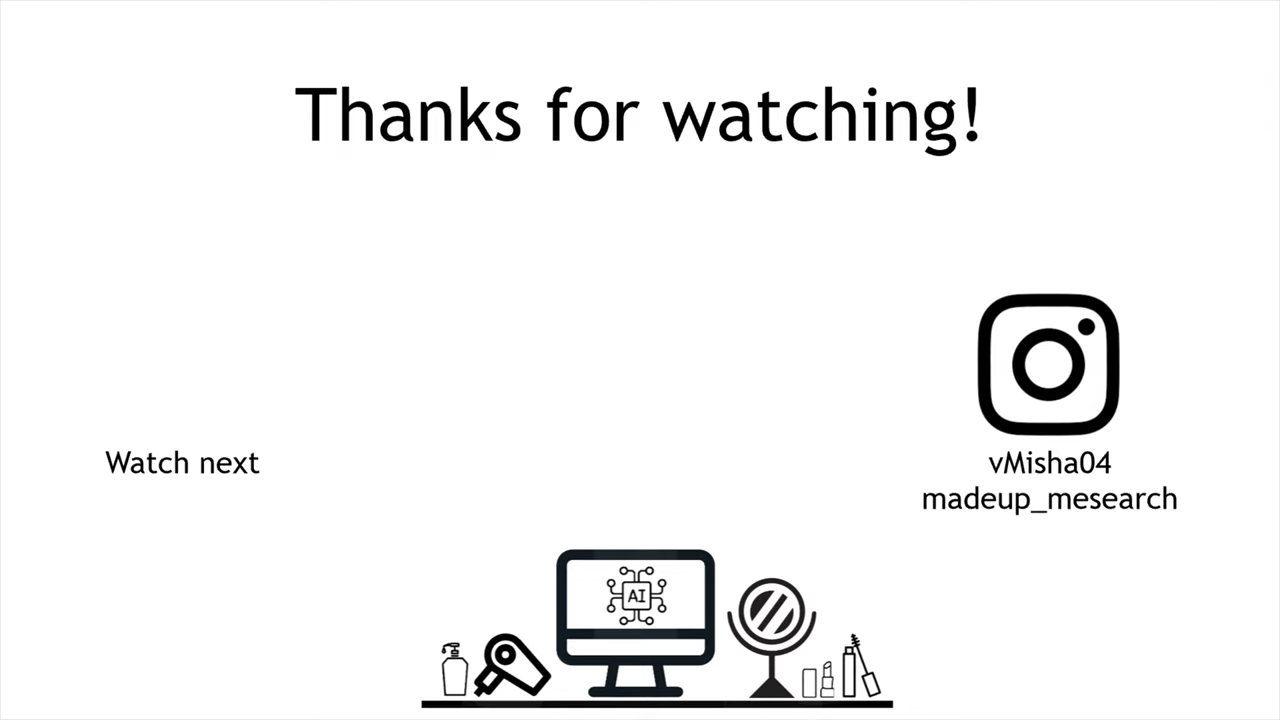 Thanks for watching!
Watch next
vMisha04
madeup_mesearch
AI